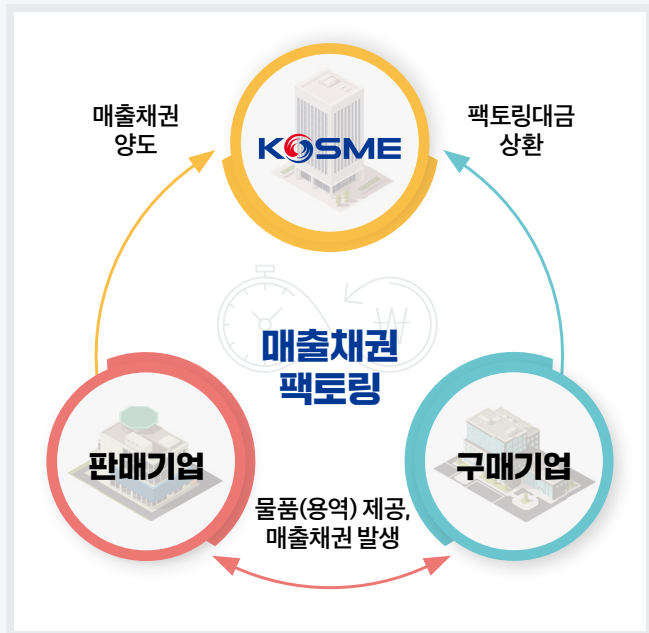 매출채권
양도
팩토링대금
상환
KOSME
매출채권
팩토링
판매기업
구매기업
물품(용역) 제공,
매출채권 발생